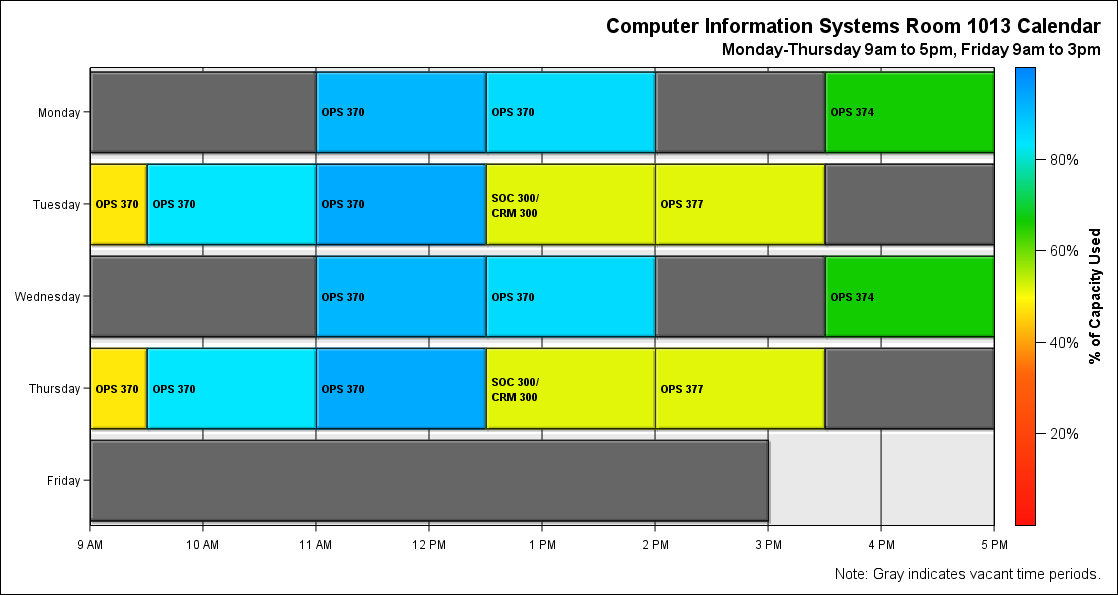 Computer Information Systems Room 1013 Calendar
Monday-Thursday 9am to 5pm, Friday 9am to 3pm
Monday
OPS 370
OPS 370
OPS 374
Tuesday
OPS 370
OPS 370
OPS 370
SOC 300/
CRM 300
OPS 377
Wednesday
OPS 370
OPS 370
OPS 374
Thursday
OPS 370
OPS 370
OPS 370
SOC 300/
CRM 300
OPS 377
Friday
9 AM
10 AM
11 AM
12 PM
1 PM
2 PM
3 PM
4 PM
5 PM
80%
60%
40%
20%
% of Capacity Used
Note: Gray indicates vacant time periods.